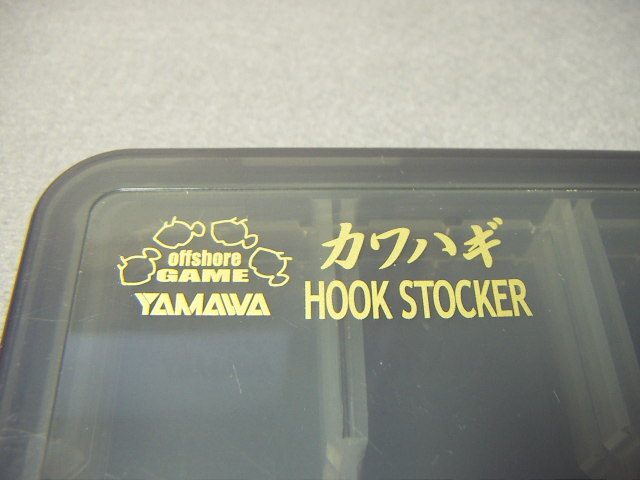 offshore
GAME
YAMAWA
カワハギ
HOOK STOCKER